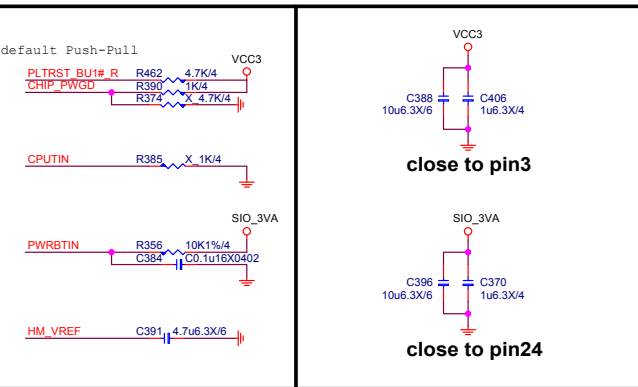 default Push-Pull
VCC3
PLTRST_BU1#_R R462 4.7K/4
CHIP_PWGD R390 1K/4
R374 X_4.7K/4
CPUTIN R385 X_1K/4
SIO_3VA
PWRBTIN R356 10K1%/4
C384 C0.1u16X0402
HM_VREF C391 4.7u6.3X/6
VCC3
C388 C406
10u6.3X/6 1u6.3X/4
close to pin3
SIO_3VA
C396 C370
10u6.3X/6 1u6.3X/4
close to pin24